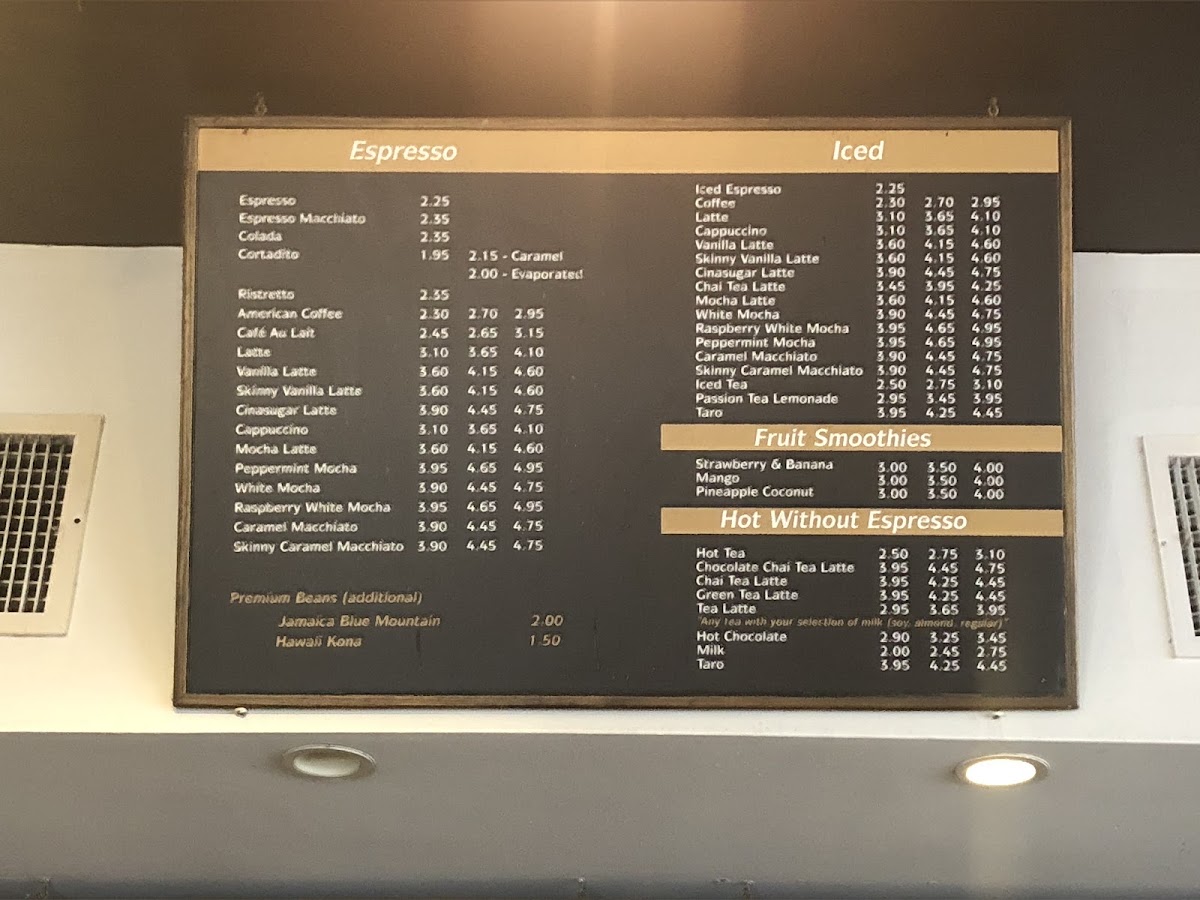 Espresso
Espresso 2.25
Espresso Macchiato 2.35
Colada 2.35
Cortadito 1.95 2.15 - Caramel
2.00 - Evaporated
Ristretto 2.35
American Coffee 2.30 2.70 2.95
Café Au Lait 2.45 2.65 3.15
Latte 3.10 3.65 4.10
Vanilla Latte 3.60 4.15 4.60
Skinny Vanilla Latte 3.60 4.15 4.60
Cinasugar Latte 3.90 4.45 4.75
Cappuccino 3.10 3.65 4.10
Mocha Latte 3.60 4.15 4.60
Peppermint Mocha 3.95 4.65 4.95
White Mocha 3.90 4.45 4.75
Raspberry White Mocha 3.95 4.65 4.95
Caramel Macchiato 3.90 4.45 4.75
Skinny Caramel Macchiato 3.90 4.45 4.75
Premium Beans (additional)
Jamaica Blue Mountain 2.00
Hawaii Kona 1.50
Iced
Iced Espresso 2.25
Coffee 2.30 2.70 2.95
Latte 3.10 3.65 4.10
Cappuccino 3.10 3.65 4.10
Vanilla Latte 3.60 4.15 4.60
Skinny Vanilla Latte 3.60 4.15 4.60
Cinasugar Latte 3.90 4.45 4.75
Chai Tea Latte 3.45 3.95 4.25
Mocha Latte 3.60 4.15 4.60
White Mocha 3.90 4.45 4.75
Raspberry White Mocha 3.95 4.65 4.95
Peppermint Mocha 3.95 4.65 4.95
Caramel Macchiato 3.90 4.45 4.75
Skinny Caramel Macchiato 3.90 4.45 4.75
Iced Tea 2.50 2.75 3.10
Passion Tea Lemonade 2.95 3.45 3.95
Taro 3.95 4.25 4.45
Fruit Smoothies
Strawberry & Banana 3.00 3.50 4.00
Mango 3.00 3.50 4.00
Pineapple Coconut 3.00 3.50 4.00
Hot Without Espresso
Hot Tea 2.50 2.75 3.10
Chocolate Chai Tea Latte 3.95 4.45 4.75
Chai Tea Latte 3.95 4.25 4.45
Green Tea Latte 3.95 4.25 4.45
Tea Latte 2.95 3.65 3.95
"Any tea with your selection of milk (soy, almond, regular)"
Hot Chocolate 2.90 3.25 3.45
Milk 2.00 2.45 2.75
Taro 3.95 4.25 4.45